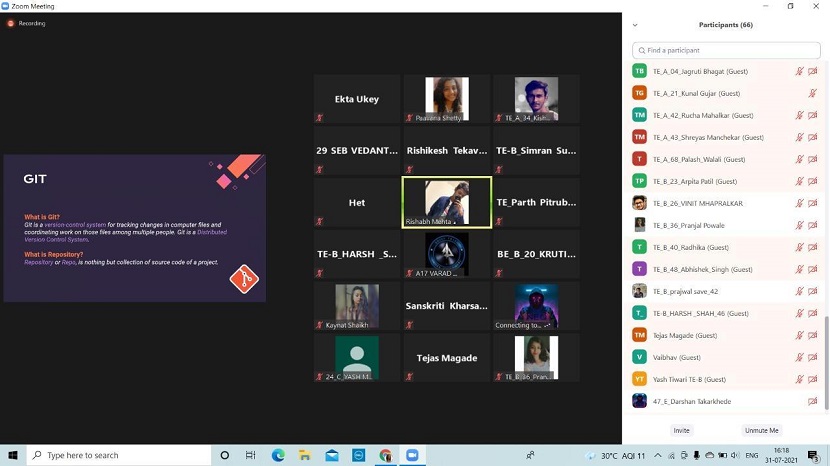 Zoom Meeting
Recording
GIT
What is Git?
Git is a version-control system for tracking changes in computer files and
coordinating work on those files among multiple people. Git is a Distributed
Version Control System.
What is Repository?
Repository or Repo, is nothing but collection of source code of a project.
Ekta Ukey
Paavana Shetty
TE_A_34_Kish...
29 SEB VEDANT...
Rishikesh Tekav...
TE-B_Simran Su...
Het
Rishabh Mehta
TE_Parth Pitrub...
TE-B_HARSH _S...
A17 VARAD ...
BE_B_20_KRUTI...
Kaynat Shaikh
Sanskriti Kharsa...
Connecting to...
24_C_YASH M...
Tejas Magade
TE_B_36_Pran...
Participants (66)
Find a participant
TB TE_A_04_Jagruti Bhagat (Guest)
TG TE_A_21_Kunal Gujar (Guest)
TM TE_A_42_Rucha Mahalkar (Guest)
TM TE_A_43_Shreyas Manchekar (Guest)
T TE_A_68_Palash_Walali (Guest)
TP TE_B_23_Arpita Patil (Guest)
TE_B_26_VINIT MHAPRALKAR
TE_B_36_Pranjal Powale
T TE_B_40_Radhika (Guest)
T TE_B_48_Abhishek_Singh (Guest)
TE_B_prajwal save_42
T_ TE-B_HARSH _SHAH_46 (Guest)
TM Tejas Magade (Guest)
V Vaibhav (Guest)
YT Yash Tiwari TE-B (Guest)
47_E_Darshan Takarkhede
Invite
Unmute Me
Type here to search
30°C AQI 11
ENG
16:18
31-07-2021